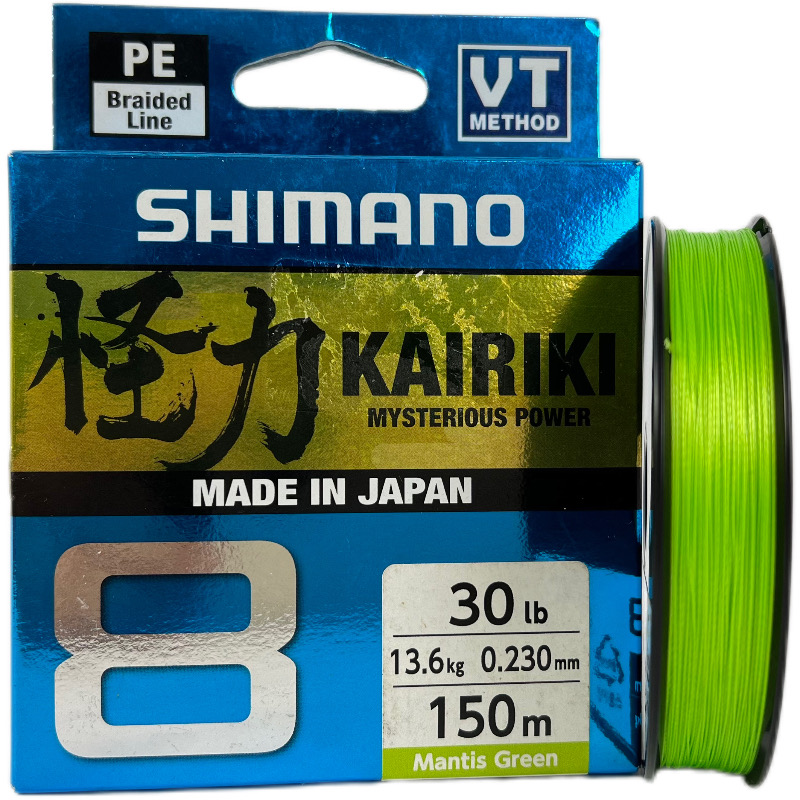 PE
Braided
Line
VT
METHOD
SHIMANO
怪力 KAIRIKI
MYSTERIOUS POWER
MADE IN JAPAN
8
30 lb
13.6kg 0.230mm
150m
Mantis Green